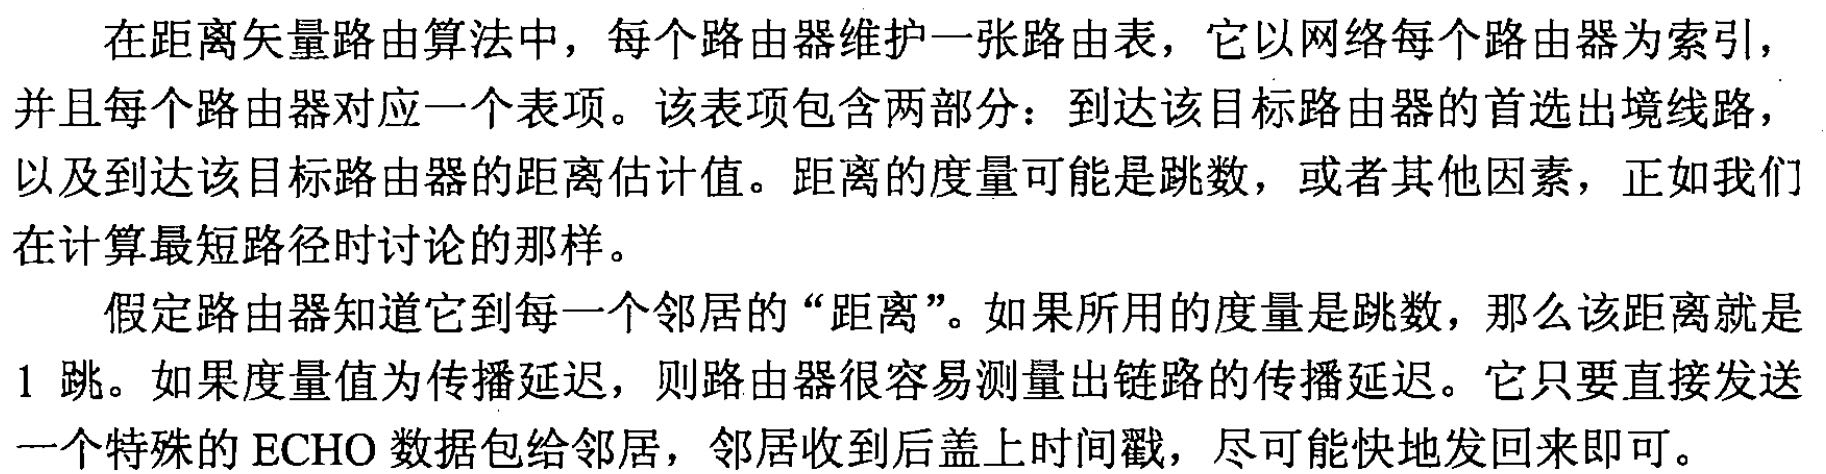 在距离矢量路由算法中，每个路由器维护一张路由表，它以网络每个路由器为索引，
并且每个路由器对应一个表项。该表项包含两部分：到达该目标路由器的首选出境线路，
以及到达该目标路由器的距离估计值。距离的度量可能是跳数，或者其他因素，正如我们
在计算最短路径时讨论的那样。
假定路由器知道它到每一个邻居的“距离”。如果所用的度量是跳数，那么该距离就是
1 跳。如果度量值为传播延迟，则路由器很容易测量出链路的传播延迟。它只要直接发送
一个特殊的 ECHO 数据包给邻居，邻居收到后盖上时间戳，尽可能快地发回来即可。